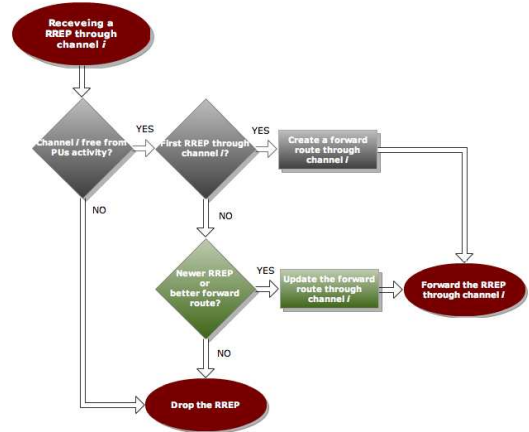 Receveing a
RREP through
channel i
Channel i free from
PUs activity?
YES
First RREP through
channel i?
YES
Create a forward
route through
channel i
NO
NO
Newer RREP
or
better forward
route?
YES
Update the forward
route through
channel i
Forward the RREP
through channel i
NO
Drop the RREP